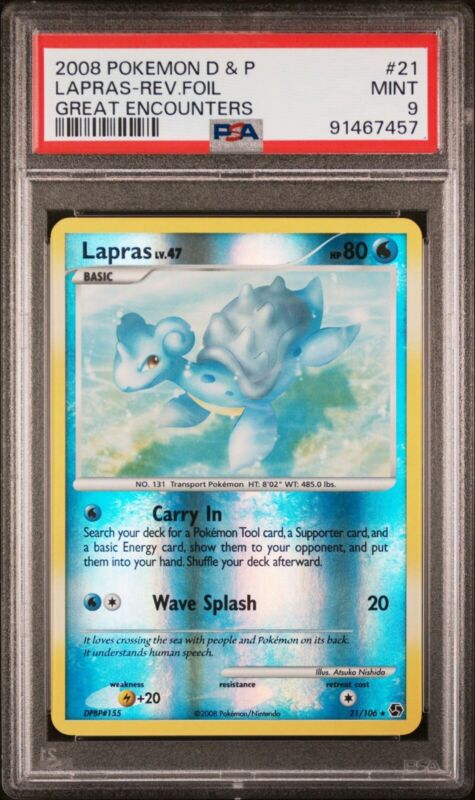 2008 POKEMON D & P #21
LAPRAS-REV.FOIL MINT
GREAT ENCOUNTERS 9
PSA 91467457
Lapras LV.47 HP 80
BASIC
NO. 131 Transport Pokémon HT: 8'02" WT: 485.0 lbs.
Carry In
Search your deck for a Pokémon Tool card, a Supporter card, and
a basic Energy card, show them to your opponent, and put
them into your hand. Shuffle your deck afterward.
Wave Splash 20
It loves crossing the sea with people and Pokémon on its back.
It understands human speech.
Illus. Atsuko Nishida
weakness resistance retreat cost
+20
DPBP#155 ©2008 Pokémon/Nintendo 21/106
PSA